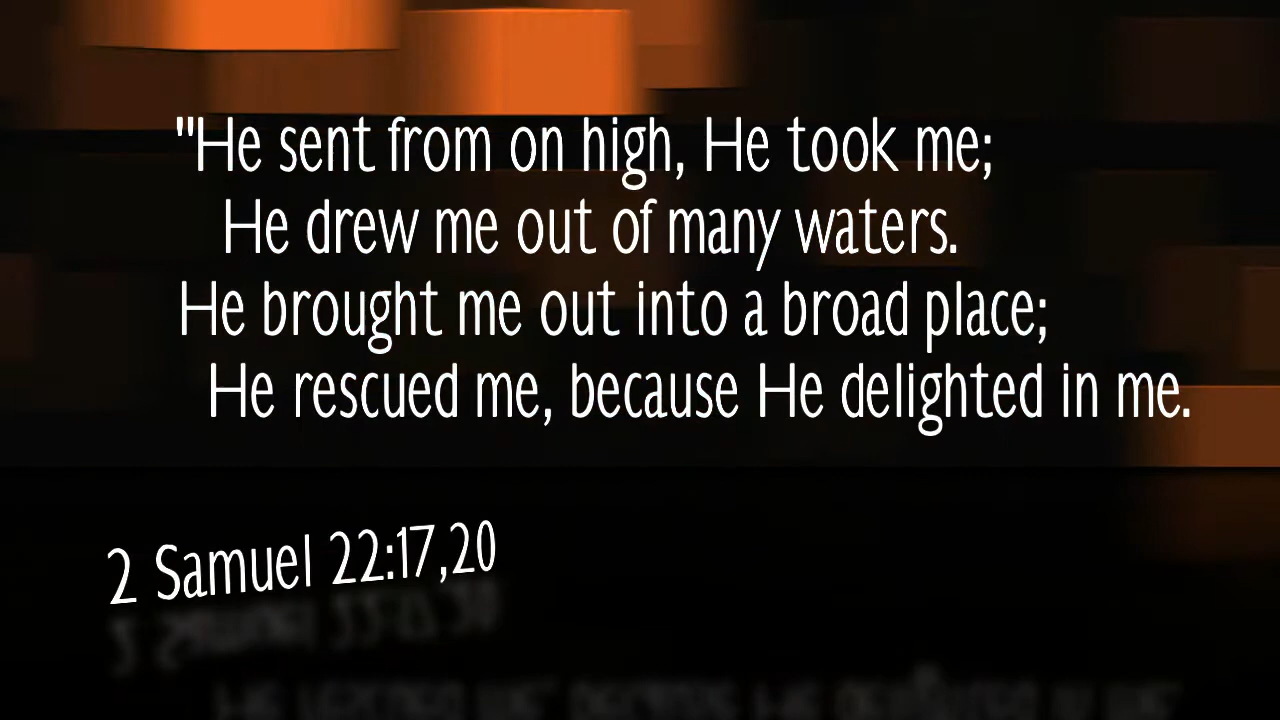 "He sent from on high, He took me;
He drew me out of many waters.
He brought me out into a broad place;
He rescued me, because He delighted in me.
2 Samuel 22:17,20